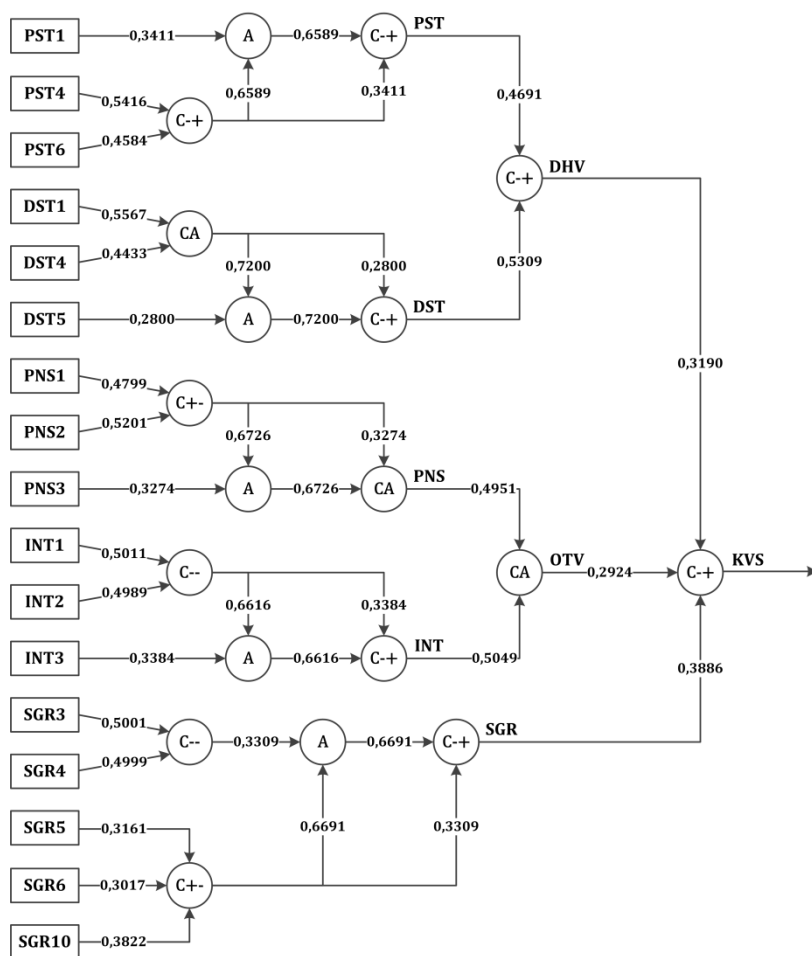 PST1 0,3411 A 0,6589 C-+ PST
PST4 0,5416 0,6589 0,3411 0,4691
C-+
PST6 0,4584
C-+ DHV
DST1 0,5567
CA
DST4 0,4433 0,7200 0,2800 0,5309
DST5 0,2800 A 0,7200 C-+ DST
PNS1 0,4799 0,3190
C+-
PNS2 0,5201 0,6726 0,3274
PNS3 0,3274 A 0,6726 CA PNS 0,4951
INT1 0,5011
C-- CA OTV 0,2924 C-+ KVS
INT2 0,4989 0,6616 0,3384
INT3 0,3384 A 0,6616 C-+ INT 0,5049
0,3886
SGR3 0,5001
C-- 0,3309 A 0,6691 C-+ SGR
SGR4 0,4999
SGR5 0,3161 0,6691 0,3309
SGR6 0,3017 C+-
SGR10 0,3822